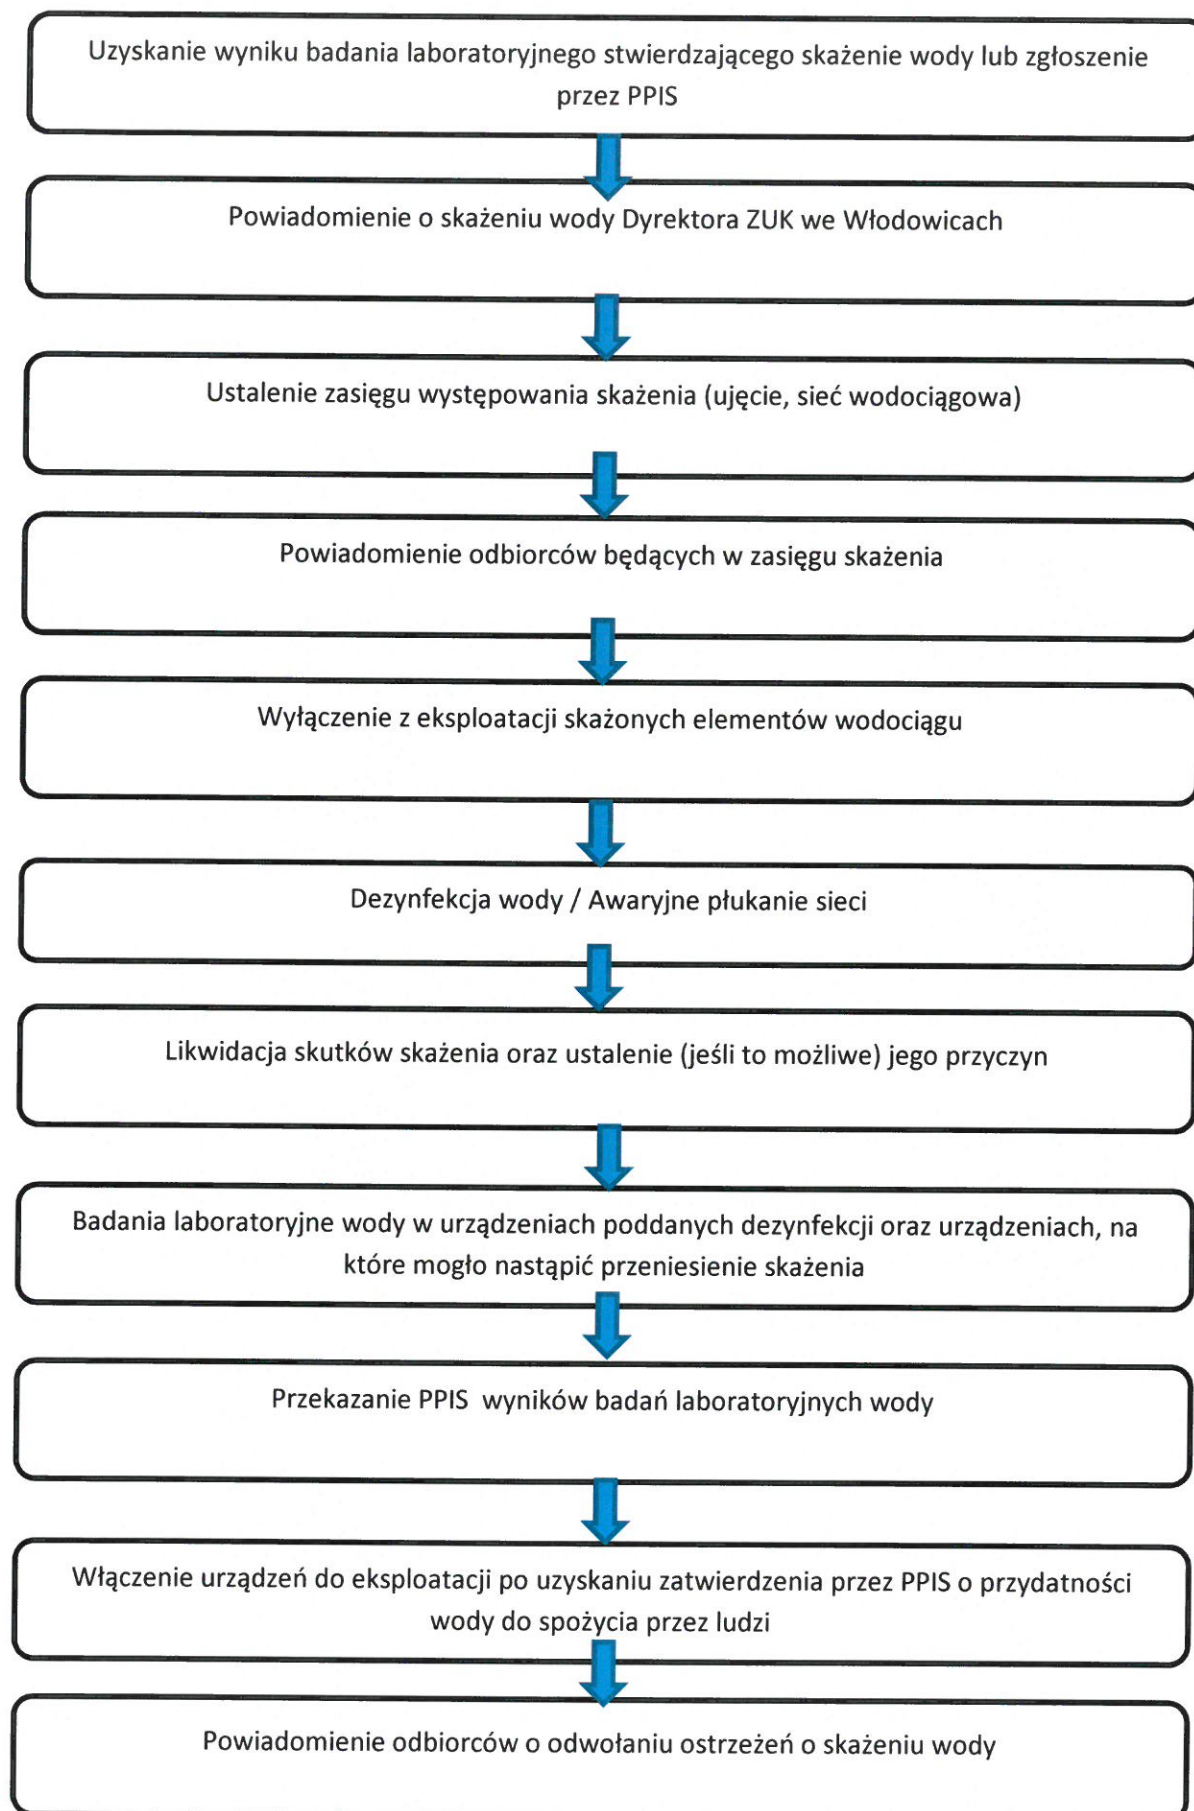 Uzyskanie wyniku badania laboratoryjnego stwierdzającego skażenie wody lub zgłoszenie
przez PPIS
Powiadomienie o skażeniu wody Dyrektora ZUK we Włodowicach
Ustalenie zasięgu występowania skażenia (ujęcie, sieć wodociągowa)
Powiadomienie odbiorców będących w zasięgu skażenia
Wyłączenie z eksploatacji skażonych elementów wodociągu
Dezynfekcja wody / Awaryjne płukanie sieci
Likwidacja skutków skażenia oraz ustalenie (jeśli to możliwe) jego przyczyn
Badania laboratoryjne wody w urządzeniach poddanych dezynfekcji oraz urządzeniach, na
które mogło nastąpić przeniesienie skażenia
Przekazanie PPIS wyników badań laboratoryjnych wody
Włączenie urządzeń do eksploatacji po uzyskaniu zatwierdzenia przez PPIS o przydatności
wody do spożycia przez ludzi
Powiadomienie odbiorców o odwołaniu ostrzeżeń o skażeniu wody